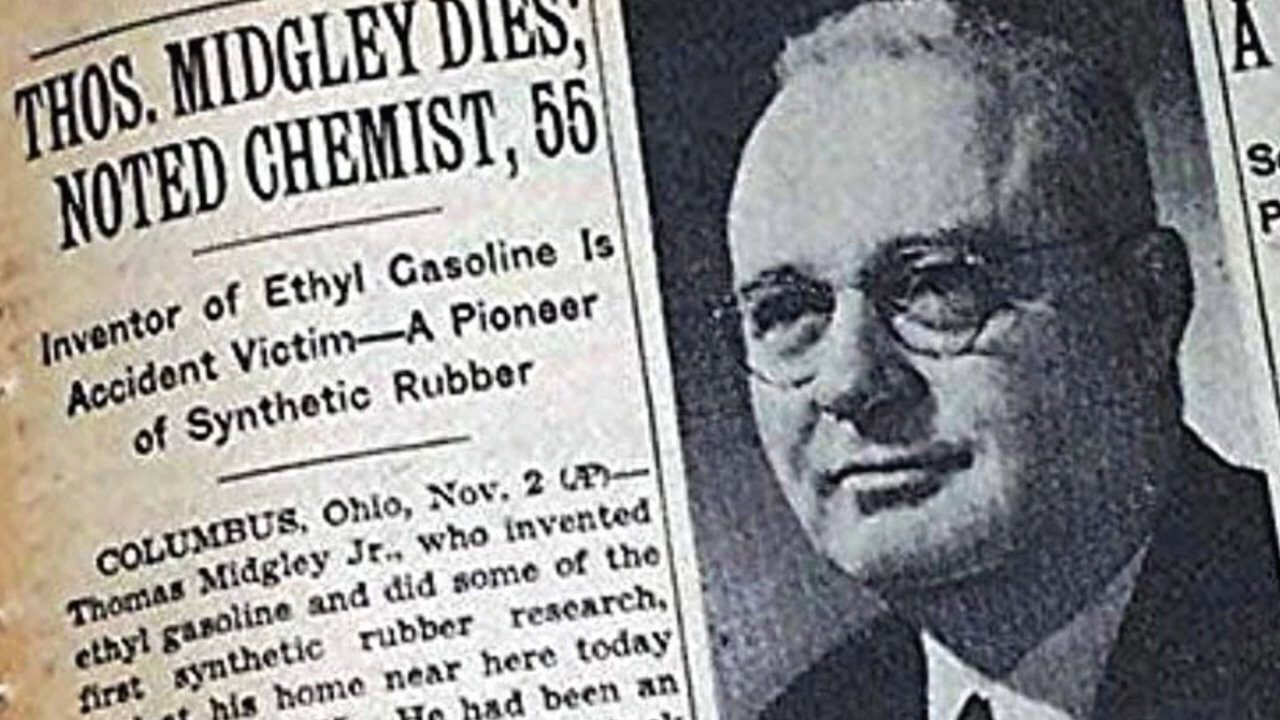 THOS. MIDGLEY DIES;
NOTED CHEMIST, 55
Inventor of Ethyl Gasoline Is
Accident Victim—A Pioneer
of Synthetic Rubber
COLUMBUS, Ohio, Nov. 2 (AP)—
Thomas Midgley Jr., who invented
ethyl gasoline and did some of the
first synthetic rubber research,
his home near here today
He had been an
A